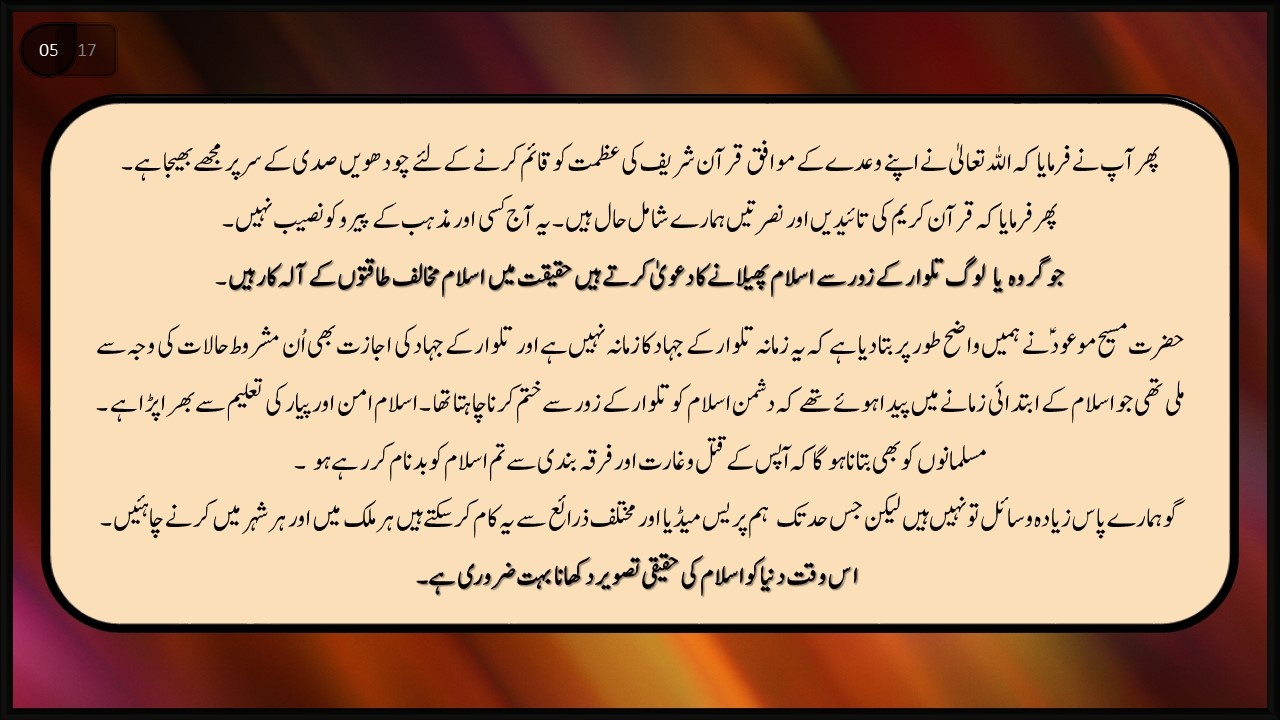 05 17
پھر آپ نے فرمایا کہ اللہ تعالیٰ نے اپنے وعدے کے موافق قرآن شریف کی عظمت کو قائم کرنے کے لئے چودھویں صدی کے سر پر مجھے بھیجا ہے۔
پھر فرمایا کہ قرآن کریم کی تائیدیں اور نصرتیں ہمارے شامل حال ہیں۔ یہ آج کسی اور مذہب کے پیرو کو نصیب نہیں۔
جو گروہ یا لوگ تلوار کے زور سے اسلام پھیلانے کا دعویٰ کرتے ہیں حقیقت میں اسلام مخالف طاقتوں کے آلہ کار ہیں۔
حضرت مسیح موعودؑ نے ہمیں واضح طور پر بتا دیا ہے کہ یہ زمانہ تلوار کے جہاد کا زمانہ نہیں ہے اور تلوار کے جہاد کی اجازت بھی اُن مشروط حالات کی وجہ سے
ملی تھی جو اسلام کے ابتدائی زمانے میں پیدا ہوئے تھے کہ دشمن اسلام کو تلوار کے زور سے ختم کرنا چاہتا تھا۔ اسلام امن اور پیار کی تعلیم سے بھرا پڑا ہے۔
مسلمانوں کو بھی بتانا ہو گا کہ آپس کے قتل و غارت اور فرقہ بندی سے تم اسلام کو بدنام کر رہے ہو ۔
گو ہمارے پاس زیادہ وسائل تو نہیں ہیں لیکن جس حد تک ہم پریس میڈیا اور مختلف ذرائع سے یہ کام کر سکتے ہیں ہر ملک میں اور ہر شہر میں کرنے چاہئیں۔
اس وقت دنیا کو اسلام کی حقیقی تصویر دکھانا بہت ضروری ہے۔